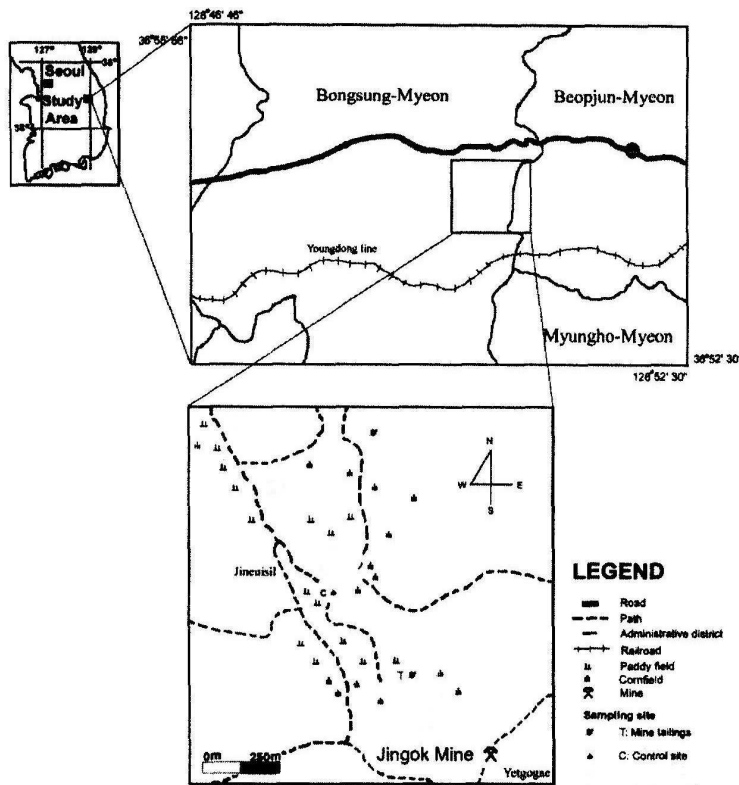 128°46' 46"
36°55' 56"
127°
129°
38°
Seoul
Study
Area
36°
Bongsung-Myeon
Beopjun-Myeon
Youngdong line
Myungho-Myeon
36°52' 30"
128°52' 30"
N
W
E
S
Jineuisil
C
T
Jingok Mine
Yetgogae
0m
250m
LEGEND
Road
Path
Administrative district
Railroad
Paddy field
Cornfield
Mine
Sampling site
T: Mine tailings
C: Control site